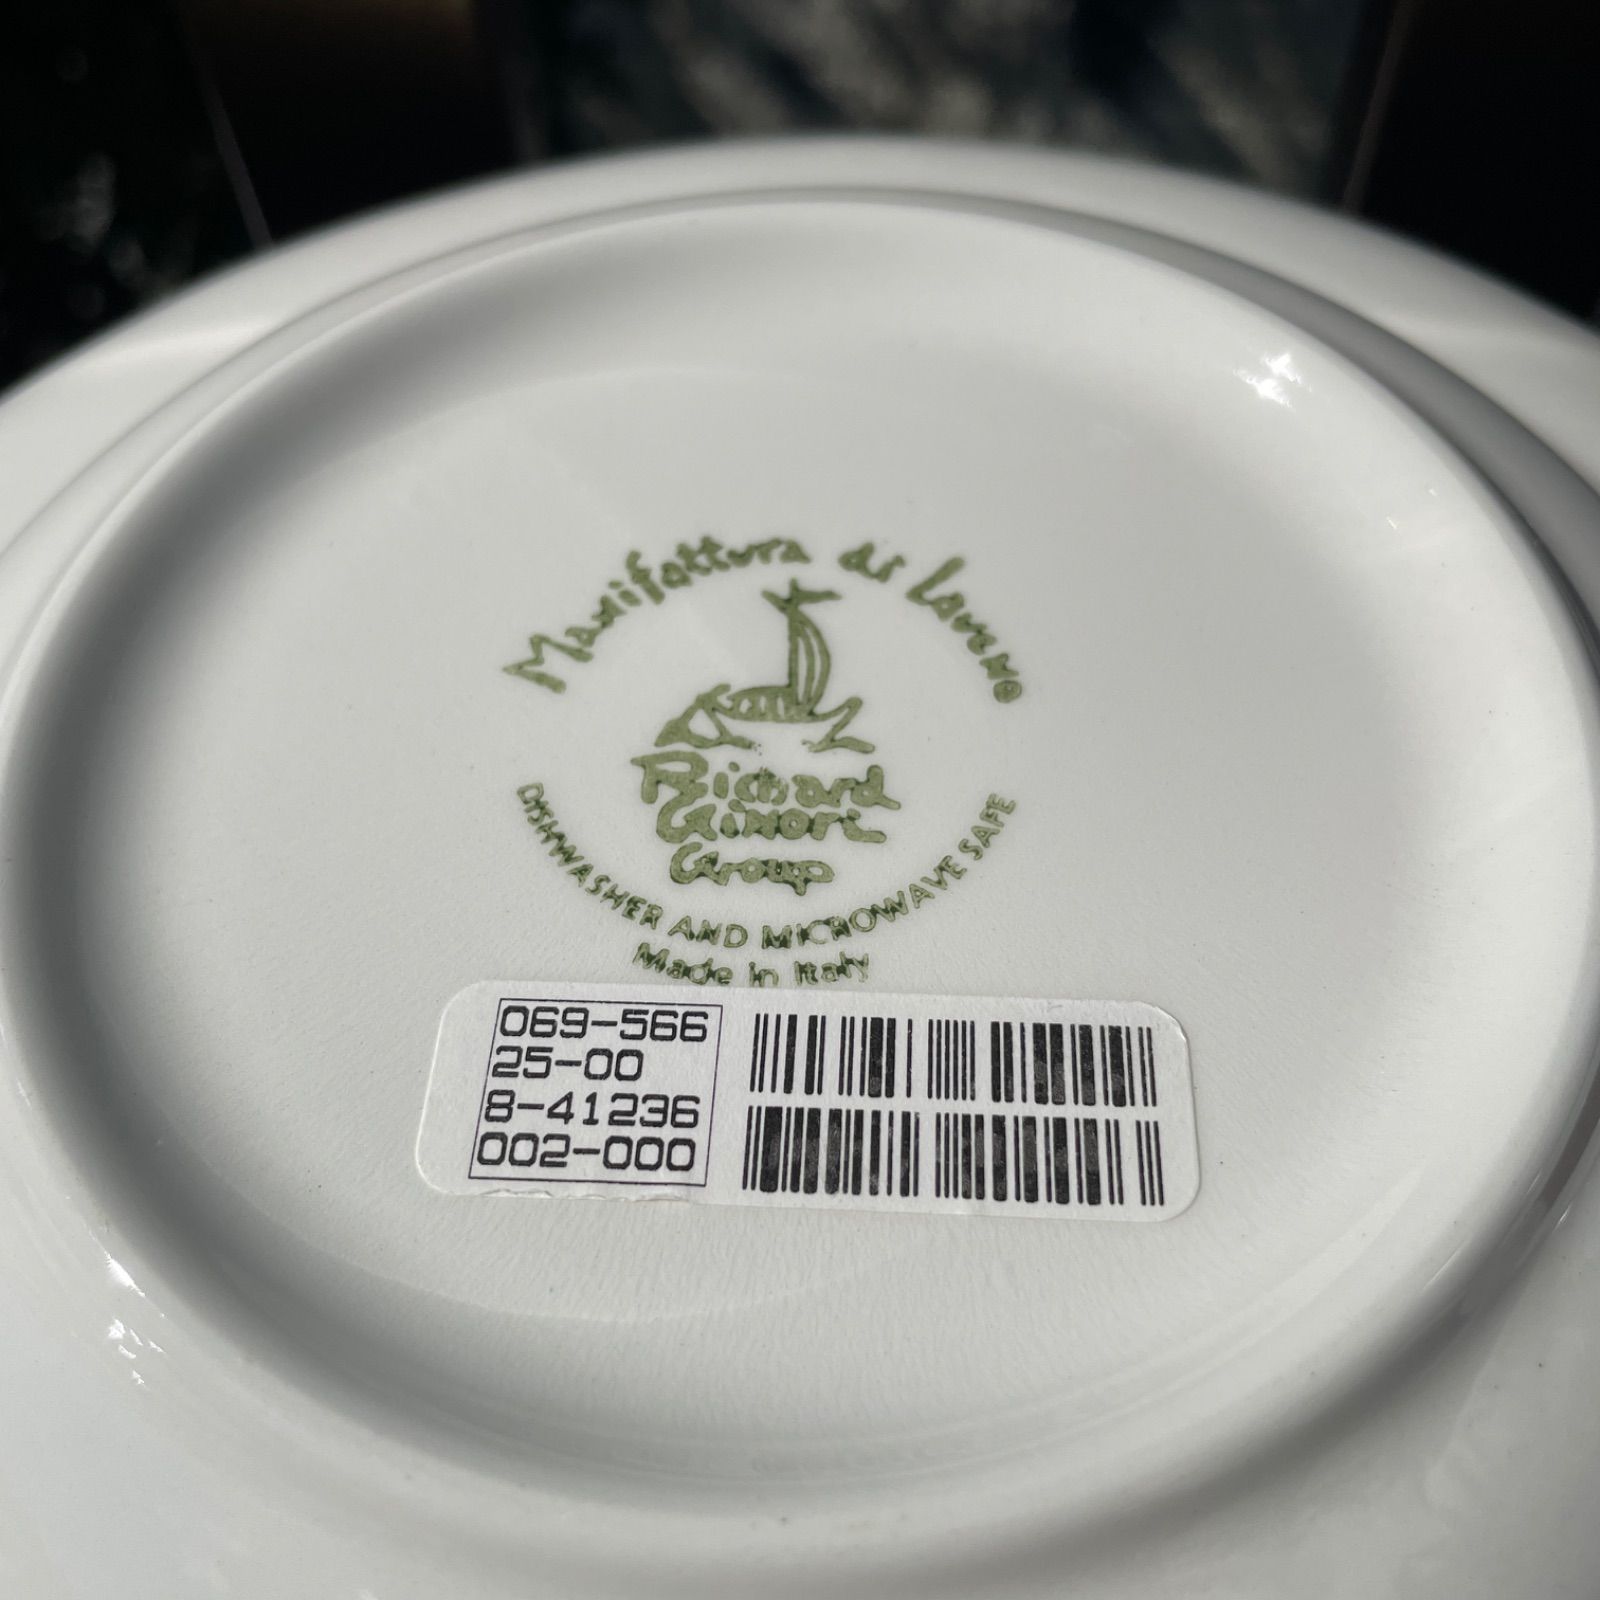 Manifattura di Laveno
Richard
Ginori
Group
DISHWASHER AND MICROWAVE SAFE
Made in Italy
069-566
25-00
8-41236
002-000